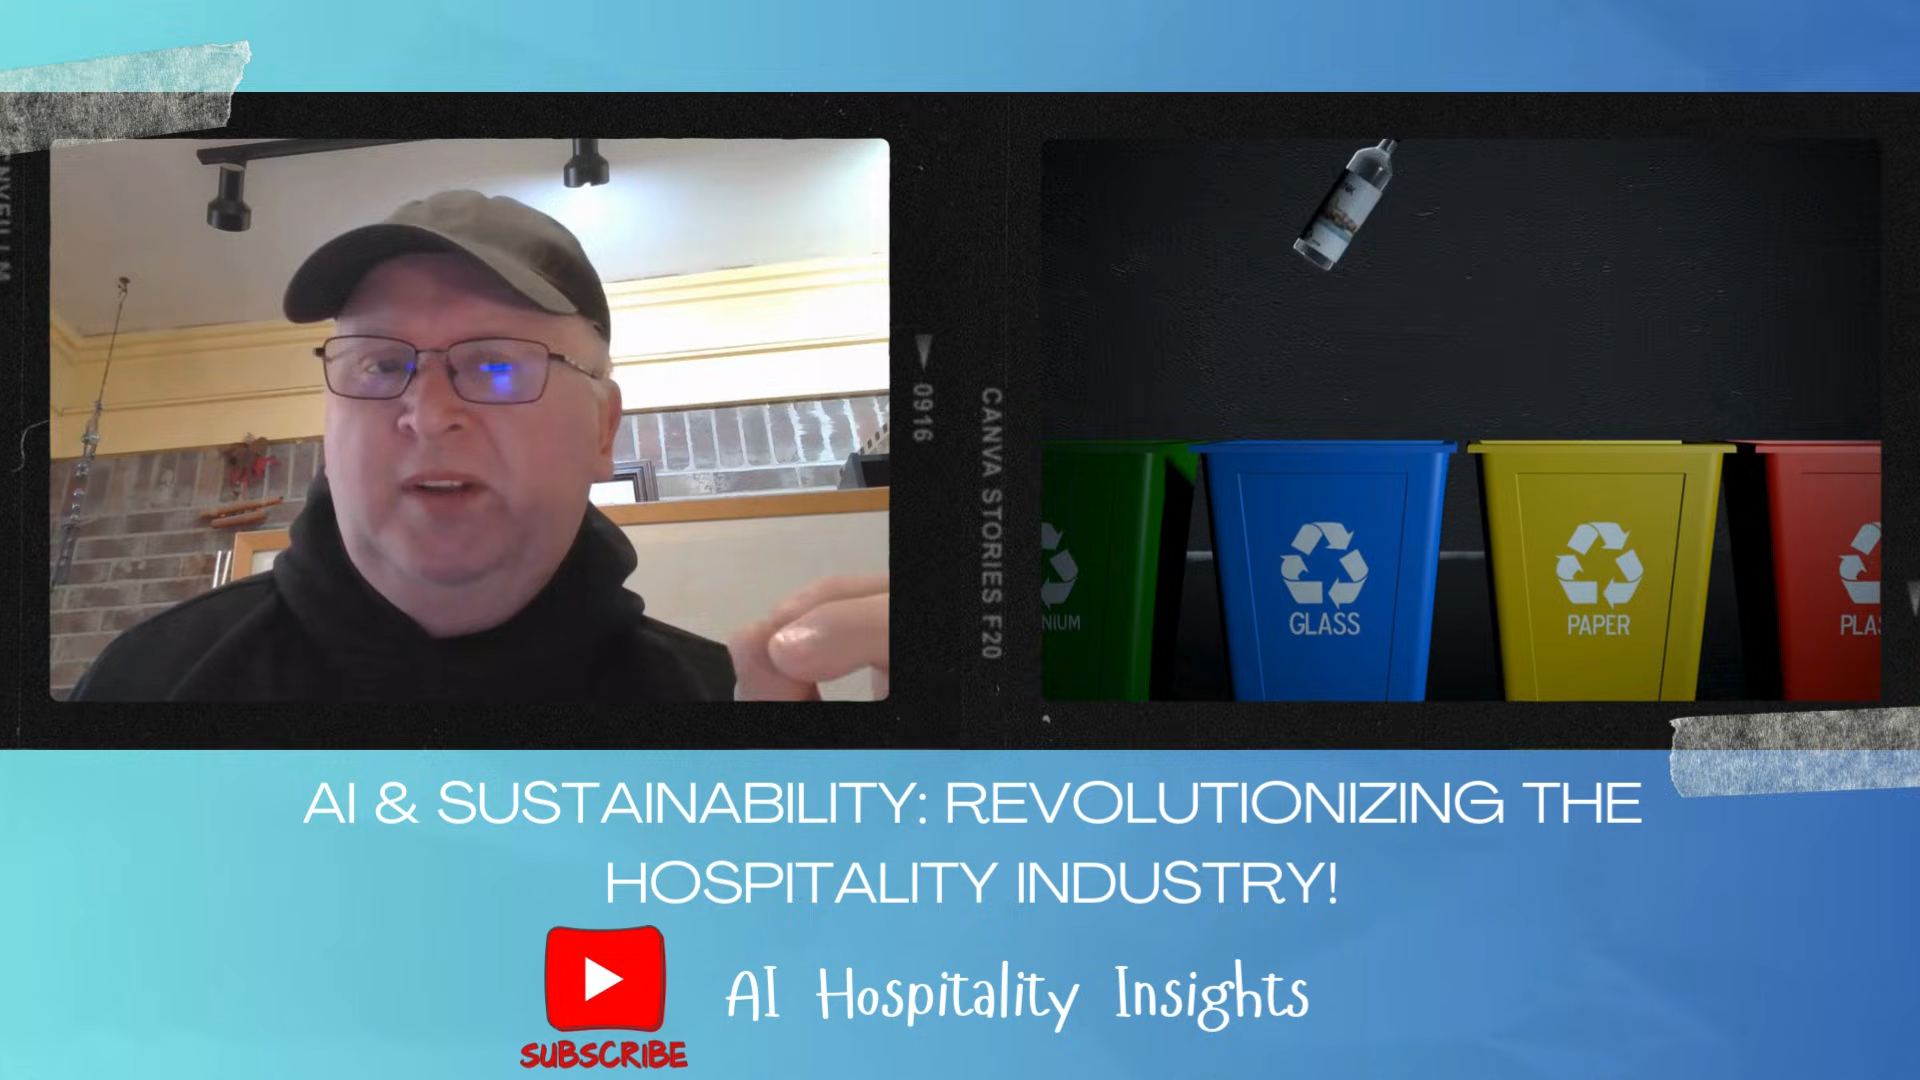 0916
CANVA STORIES F20
GLASS
PAPER
AI & SUSTAINABILITY: REVOLUTIONIZING THE
HOSPITALITY INDUSTRY!
SUBSCRIBE
AI Hospitality Insights